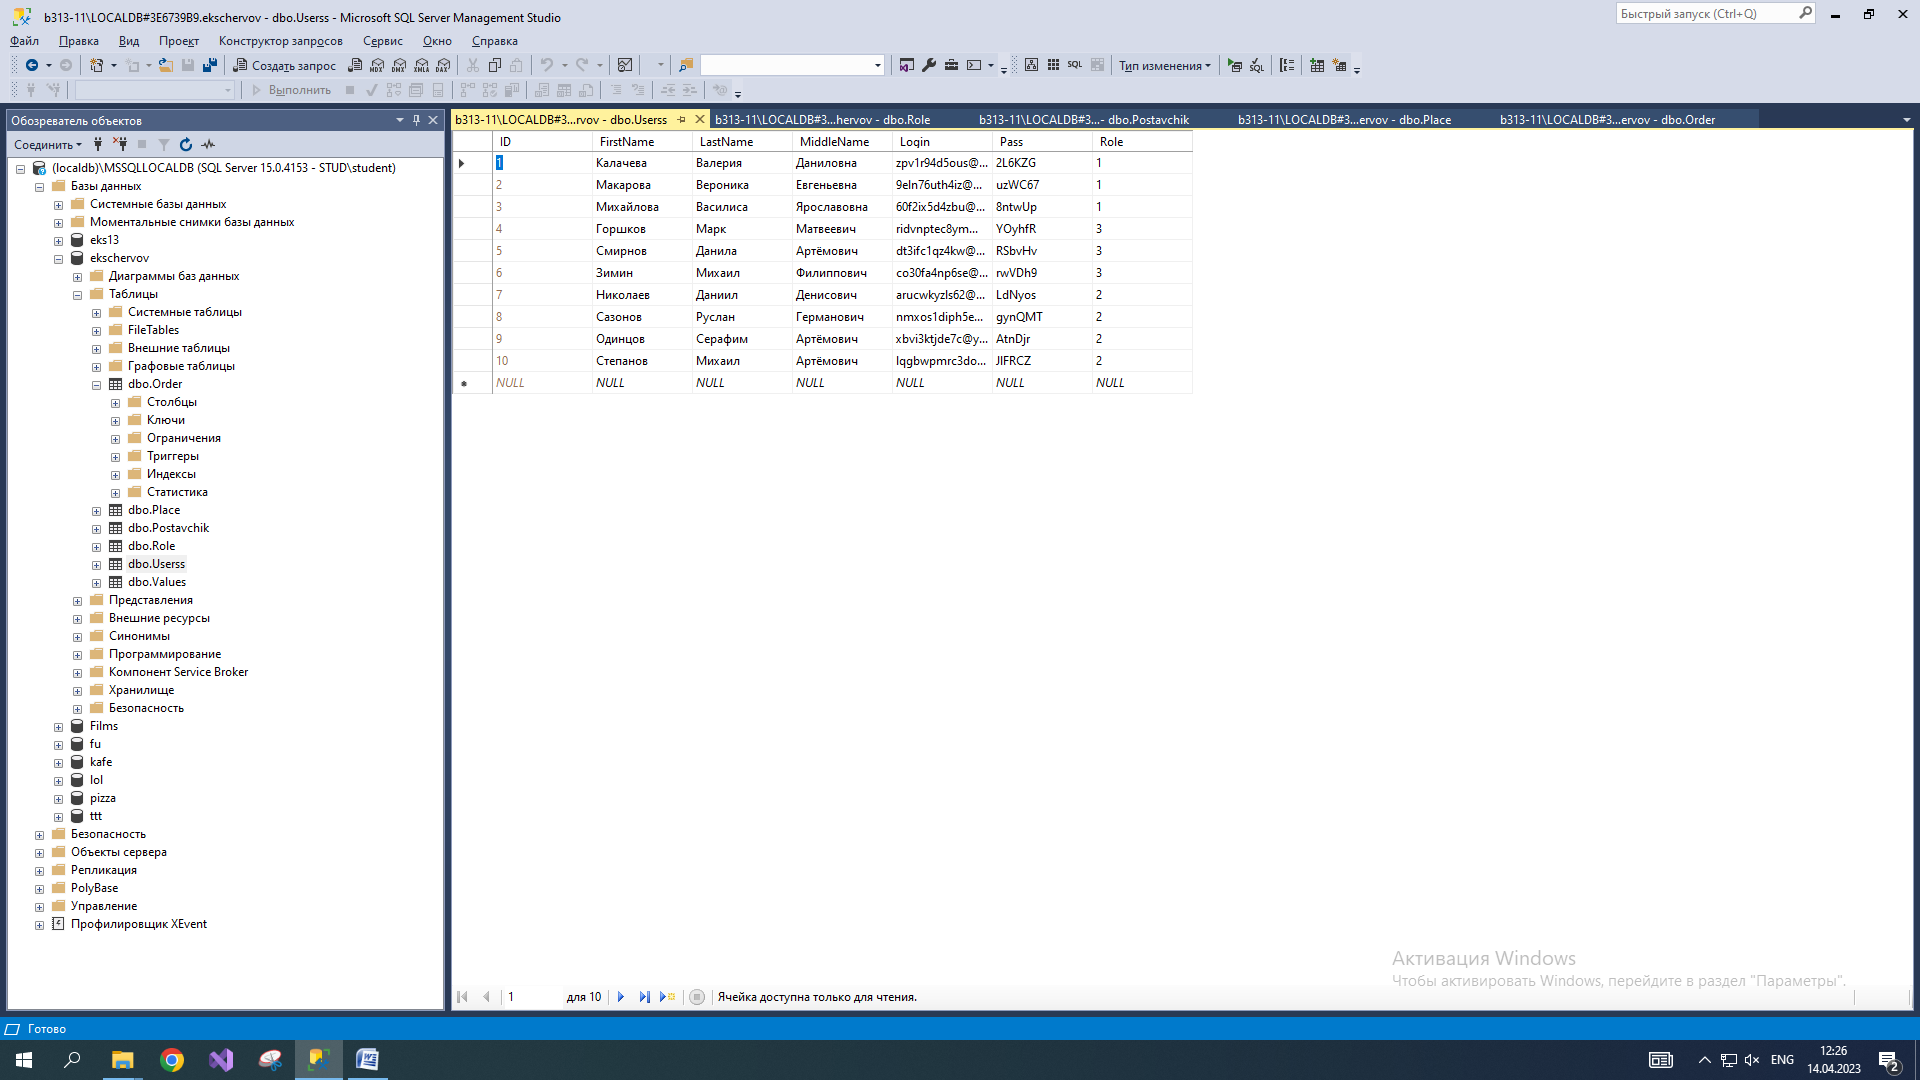 b313-11\LOCALDB#3E6739B9.ekschervov - dbo.Userss - Microsoft SQL Server Management Studio
Быстрый запуск (Ctrl+Q)
Файл Правка Вид Проект Конструктор запросов Сервис Окно Справка
Создать запрос MDX DMX XMLA DAX SQL Тип изменения SQL
Выполнить
Обозреватель объектов
b313-11\LOCALDB#3...rvov - dbo.Userss b313-11\LOCALDB#3...hervov - dbo.Role b313-11\LOCALDB#3...- dbo.Postavchik b313-11\LOCALDB#3...ervov - dbo.Place b313-11\LOCALDB#3...ervov - dbo.Order
Соединить
(localdb)\MSSQLLOCALDB (SQL Server 15.0.4153 - STUD\student)
Базы данных
Системные базы данных
Моментальные снимки базы данных
eks13
ekschervov
Диаграммы баз данных
Таблицы
Системные таблицы
FileTables
Внешние таблицы
Графовые таблицы
dbo.Order
Столбцы
Ключи
Ограничения
Триггеры
Индексы
Статистика
dbo.Place
dbo.Postavchik
dbo.Role
dbo.Userss
dbo.Values
Представления
Внешние ресурсы
Синонимы
Программирование
Компонент Service Broker
Хранилище
Безопасность
Films
fu
kafe
lol
pizza
ttt
Безопасность
Объекты сервера
Репликация
PolyBase
Управление
Профилировщик XEvent
ID FirstName LastName MiddleName Login Pass Role
1 Калачева Валерия Даниловна zpv1r94d5ous@... 2L6KZG 1
2 Макарова Вероника Евгеньевна 9eln76uth4iz@... uzWC67 1
3 Михайлова Василиса Ярославовна 60f2ix5d4zbu@... 8ntwUp 1
4 Горшков Марк Матвеевич ridvnptec8ym... YOyhfR 3
5 Смирнов Данила Артёмович dt3ifc1qz4kw@... RSbvHv 3
6 Зимин Михаил Филиппович co30fa4np6se@... rwVDh9 3
7 Николаев Даниил Денисович arucwkyzls62@... LdNyos 2
8 Сазонов Руслан Германович nmxos1diph5e... gynQMT 2
9 Одинцов Серафим Артёмович xbvi3ktjde7c@y... AtnDjr 2
10 Степанов Михаил Артёмович lqgbwpmrc3do... JlFRCZ 2
NULL NULL NULL NULL NULL NULL NULL
Активация Windows
Чтобы активировать Windows, перейдите в раздел "Параметры".
1 для 10 Ячейка доступна только для чтения.
Готово
ENG
12:26
14.04.2023
2